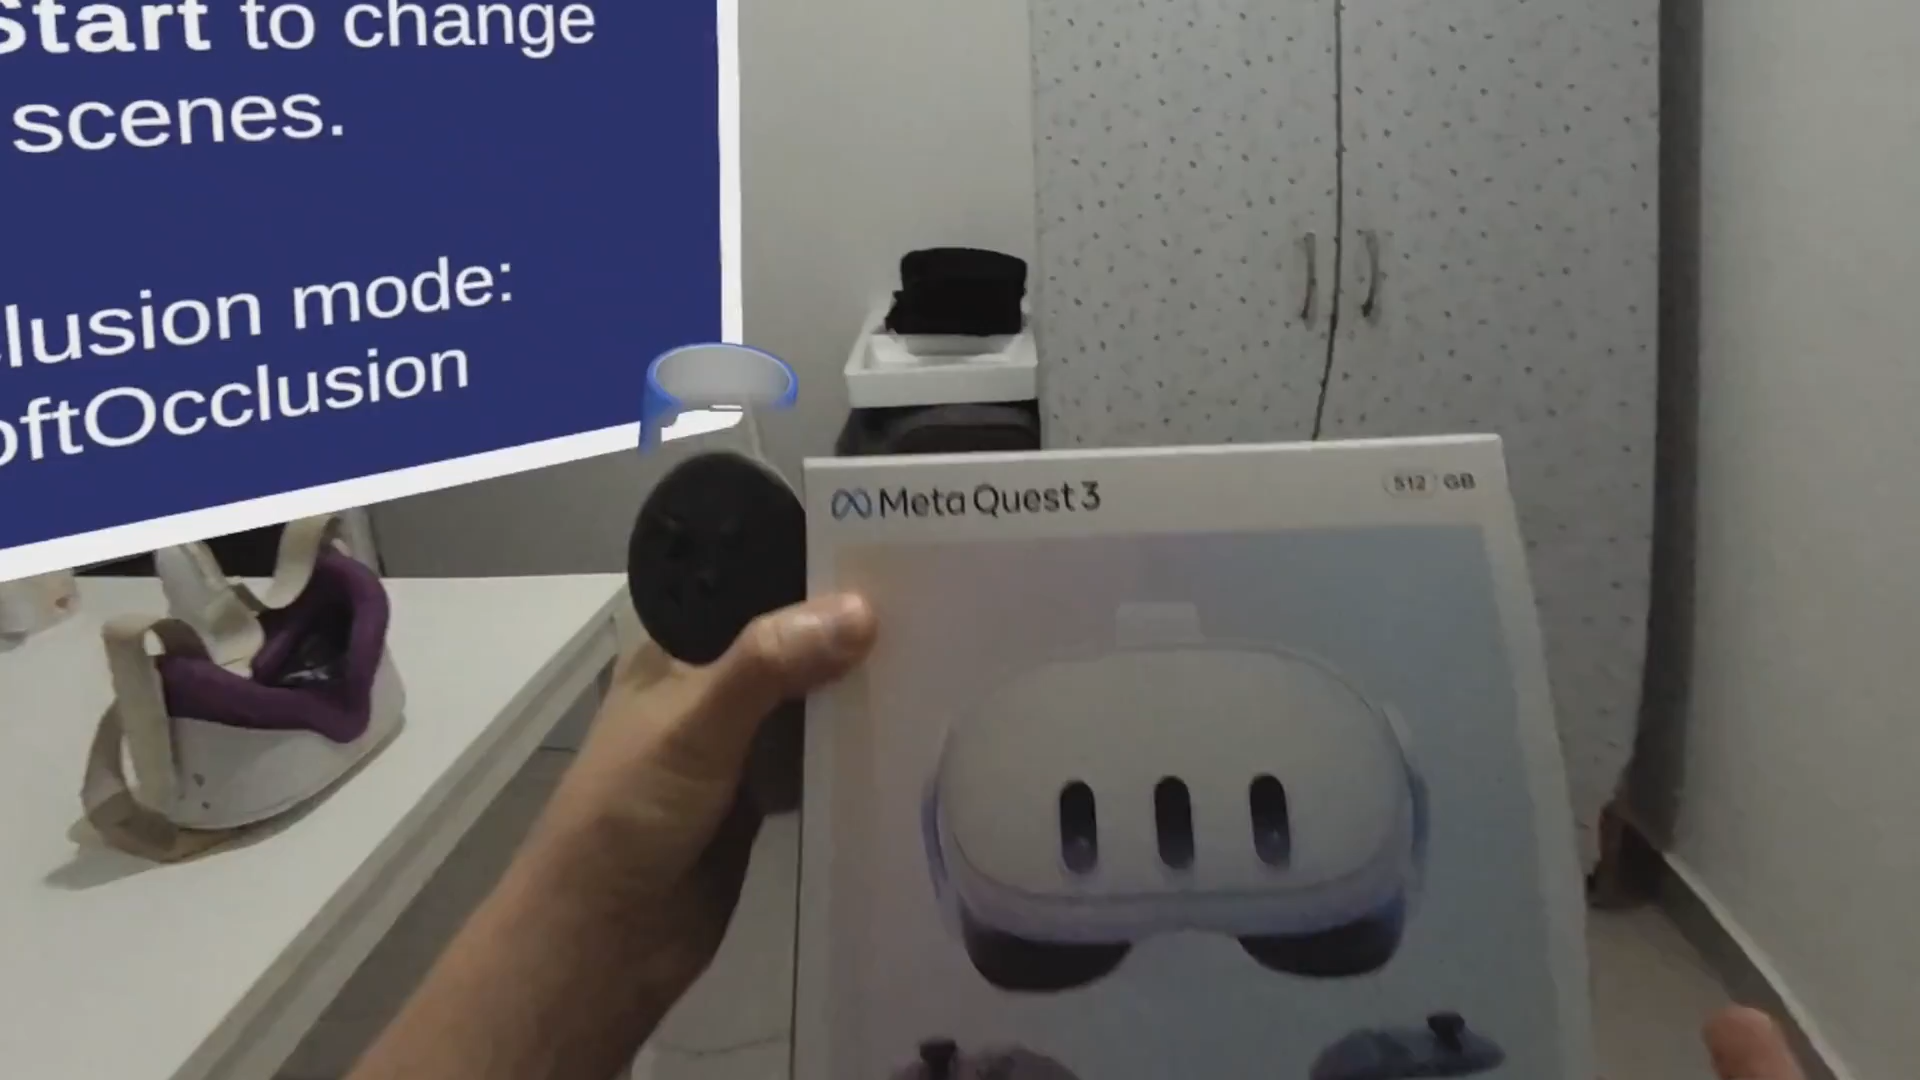 Start to change
scenes.
clusion mode:
oftOcclusion
Meta Quest 3
512 GB